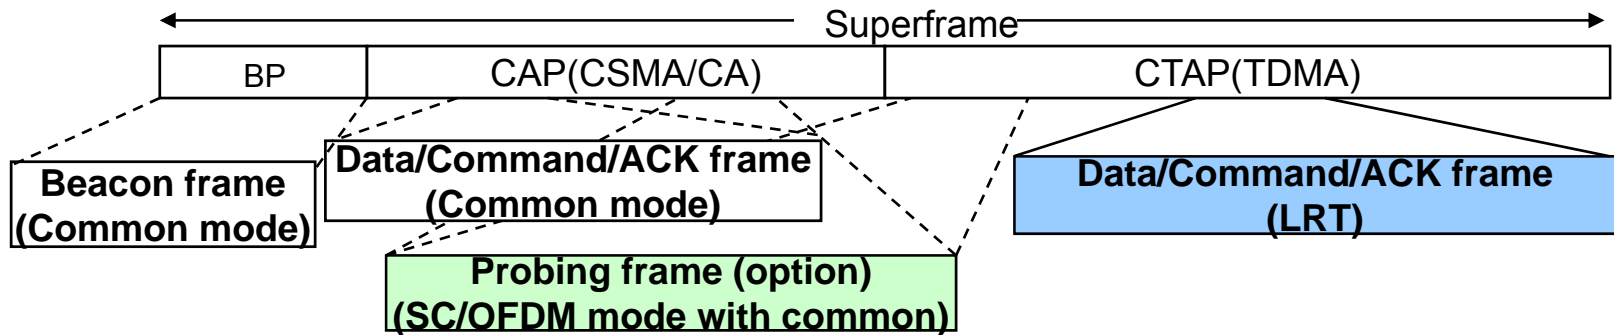 Superframe
BP
CAP(CSMA/CA)
CTAP(TDMA)
Beacon frame
(Common mode)
Data/Command/ACK frame
(Common mode)
Probing frame (option)
(SC/OFDM mode with common)
Data/Command/ACK frame
(LRT)